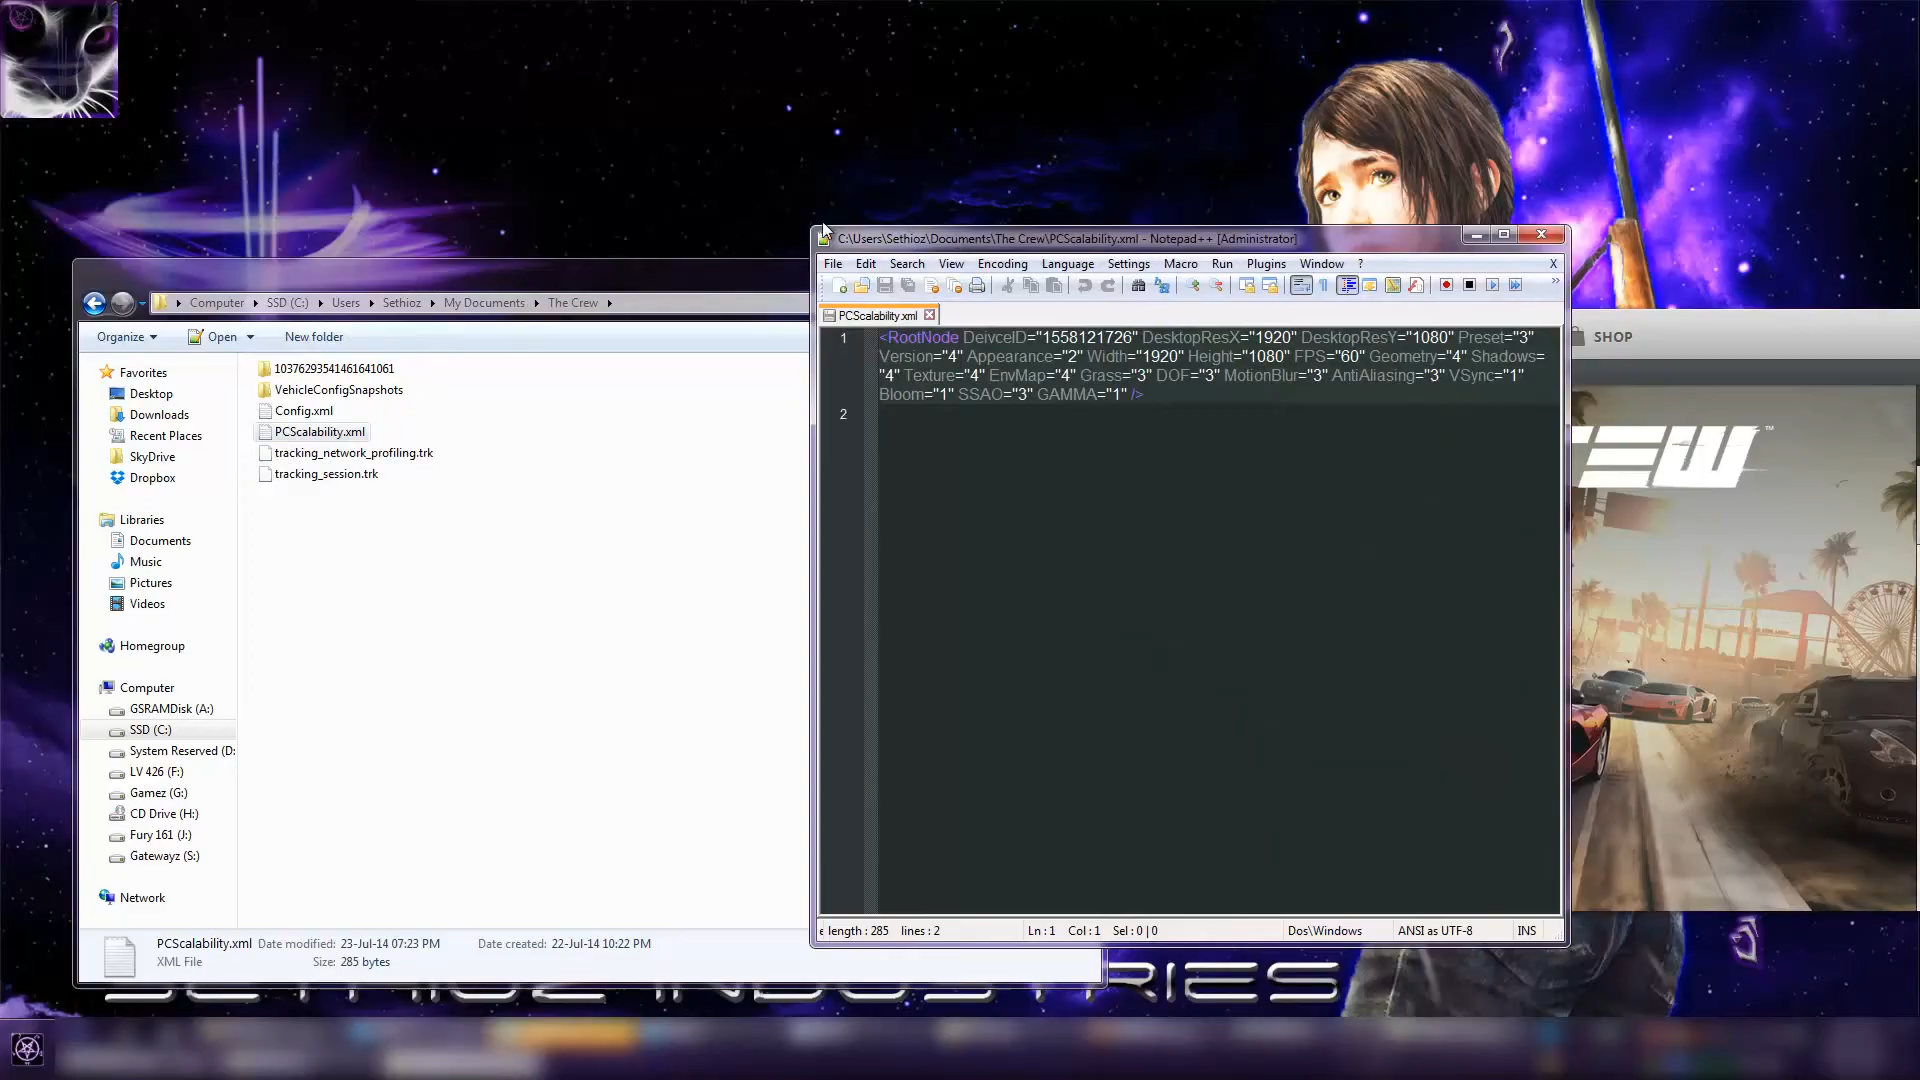 C:\Users\Sethioz\Documents\The Crew\PCScalability.xml - Notepad++ [Administrator]
File Edit Search View Encoding Language Settings Macro Run Plugins Window ? X
PCScalability.xml
1 <RootNode DeivceID="1558121726" DesktopResX="1920" DesktopResY="1080" Preset="3"
Version="4" Appearance="2" Width="1920" Height="1080" FPS="60" Geometry="4" Shadows=
"4" Texture="4" EnvMap="4" Grass="3" DOF="3" MotionBlur="3" AntiAliasing="3" VSync="1"
Bloom="1" SSAO="3" GAMMA="1" />
2
e length : 285 lines : 2 Ln : 1 Col : 1 Sel : 0 | 0 Dos\Windows ANSI as UTF-8 INS
Computer SSD (C:) Users Sethioz My Documents The Crew
Organize Open New folder
Favorites
Desktop
Downloads
Recent Places
SkyDrive
Dropbox
Libraries
Documents
Music
Pictures
Videos
Homegroup
Computer
GSRAMDisk (A:)
SSD (C:)
System Reserved (D:
LV 426 (F:)
Gamez (G:)
CD Drive (H:)
Fury 161 (J:)
Gatewayz (S:)
Network
10376293541461641061
VehicleConfigSnapshots
Config.xml
PCScalability.xml
tracking_network_profiling.trk
tracking_session.trk
PCScalability.xml Date modified: 23-Jul-14 07:23 PM Date created: 22-Jul-14 10:22 PM
XML File Size: 285 bytes
SHOP
EW™